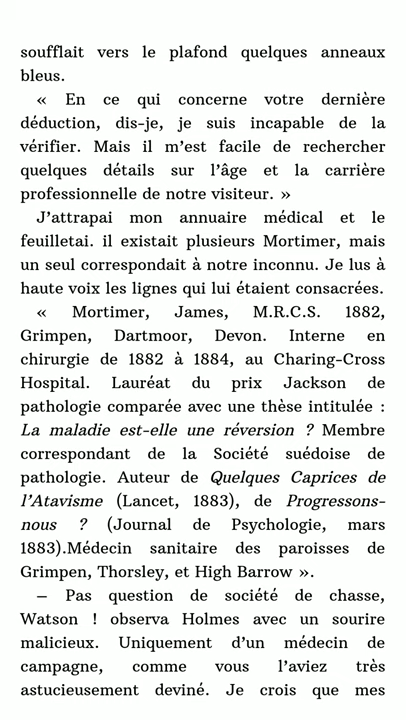 soufflait vers le plafond quelques anneaux
bleus.
« En ce qui concerne votre dernière
déduction, dis-je, je suis incapable de la
vérifier. Mais il m’est facile de rechercher
quelques détails sur l’âge et la carrière
professionnelle de notre visiteur. »
J’attrapai mon annuaire médical et le
feuilletai. il existait plusieurs Mortimer, mais
un seul correspondait à notre inconnu. Je lus à
haute voix les lignes qui lui étaient consacrées.
« Mortimer, James, M.R.C.S. 1882,
Grimpen, Dartmoor, Devon. Interne en
chirurgie de 1882 à 1884, au Charing-Cross
Hospital. Lauréat du prix Jackson de
pathologie comparée avec une thèse intitulée :
La maladie est-elle une réversion ? Membre
correspondant de la Société suédoise de
pathologie. Auteur de Quelques Caprices de
l’Atavisme (Lancet, 1883), de Progressons-
nous ? (Journal de Psychologie, mars
1883).Médecin sanitaire des paroisses de
Grimpen, Thorsley, et High Barrow ».
– Pas question de société de chasse,
Watson ! observa Holmes avec un sourire
malicieux. Uniquement d’un médecin de
campagne, comme vous l’aviez très
astucieusement deviné. Je crois que mes